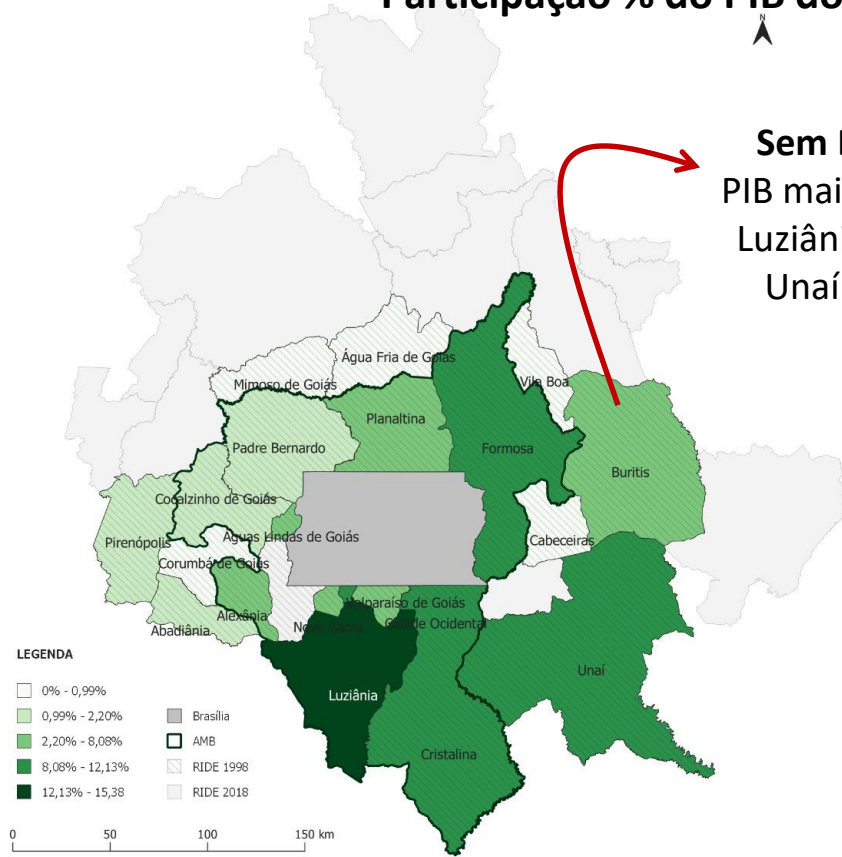 Participação % do PIB do
N
Sem
PIB mai
Luziâni
Unaí
Água Fria de Goiás
Mimoso de Goiás
Vila Boa
Planaltina
Padre Bernardo
Formosa
Buritis
Cocalzinho de Goiás
Pirenópolis
Águas Lindas de Goiás
Cabeceiras
Corumbá de Goiás
Alexânia
Valparaíso de Goiás
Abadiânia
Novo Gama
Cidade Ocidental
Unaí
Luziânia
Cristalina
LEGENDA
0% - 0,99%
0,99% - 2,20%
2,20% - 8,08%
8,08% - 12,13%
12,13% - 15,38
Brasília
AMB
RIDE 1998
RIDE 2018
0 50 100 150 km